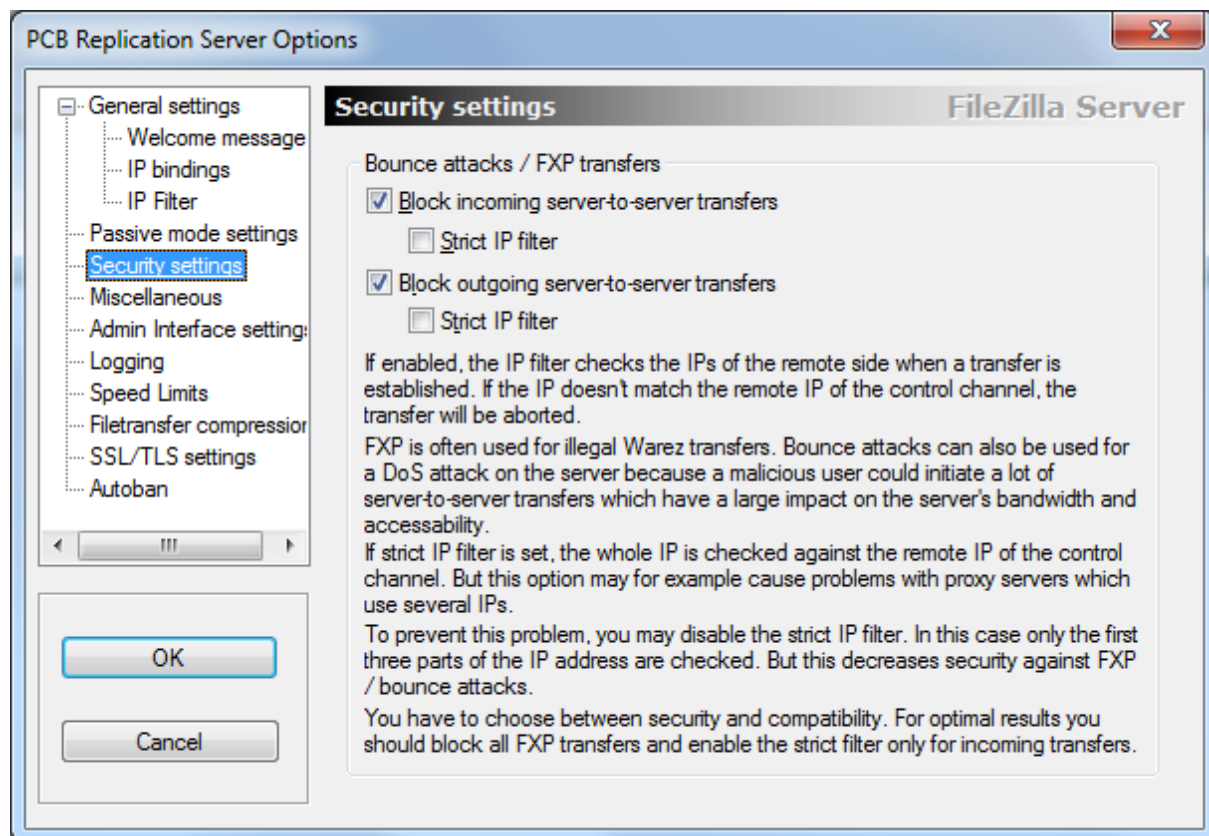 PCB Replication Server Options
General settings
Welcome message
IP bindings
IP Filter
Passive mode settings
Security settings
Miscellaneous
Admin Interface setting
Logging
Speed Limits
Filetransfer compression
SSL/TLS settings
Autoban
OK
Cancel
Security settings
FileZilla Server
Bounce attacks / FXP transfers
Block incoming server-to-server transfers
Strict IP filter
Block outgoing server-to-server transfers
Strict IP filter
If enabled, the IP filter checks the IPs of the remote side when a transfer is
established. If the IP doesn't match the remote IP of the control channel, the
transfer will be aborted.
FXP is often used for illegal Warez transfers. Bounce attacks can also be used for
a DoS attack on the server because a malicious user could initiate a lot of
server-to-server transfers which have a large impact on the server's bandwidth and
accessability.
If strict IP filter is set, the whole IP is checked against the remote IP of the control
channel. But this option may for example cause problems with proxy servers which
use several IPs.
To prevent this problem, you may disable the strict IP filter. In this case only the first
three parts of the IP address are checked. But this decreases security against FXP
/ bounce attacks.
You have to choose between security and compatibility. For optimal results you
should block all FXP transfers and enable the strict filter only for incoming transfers.